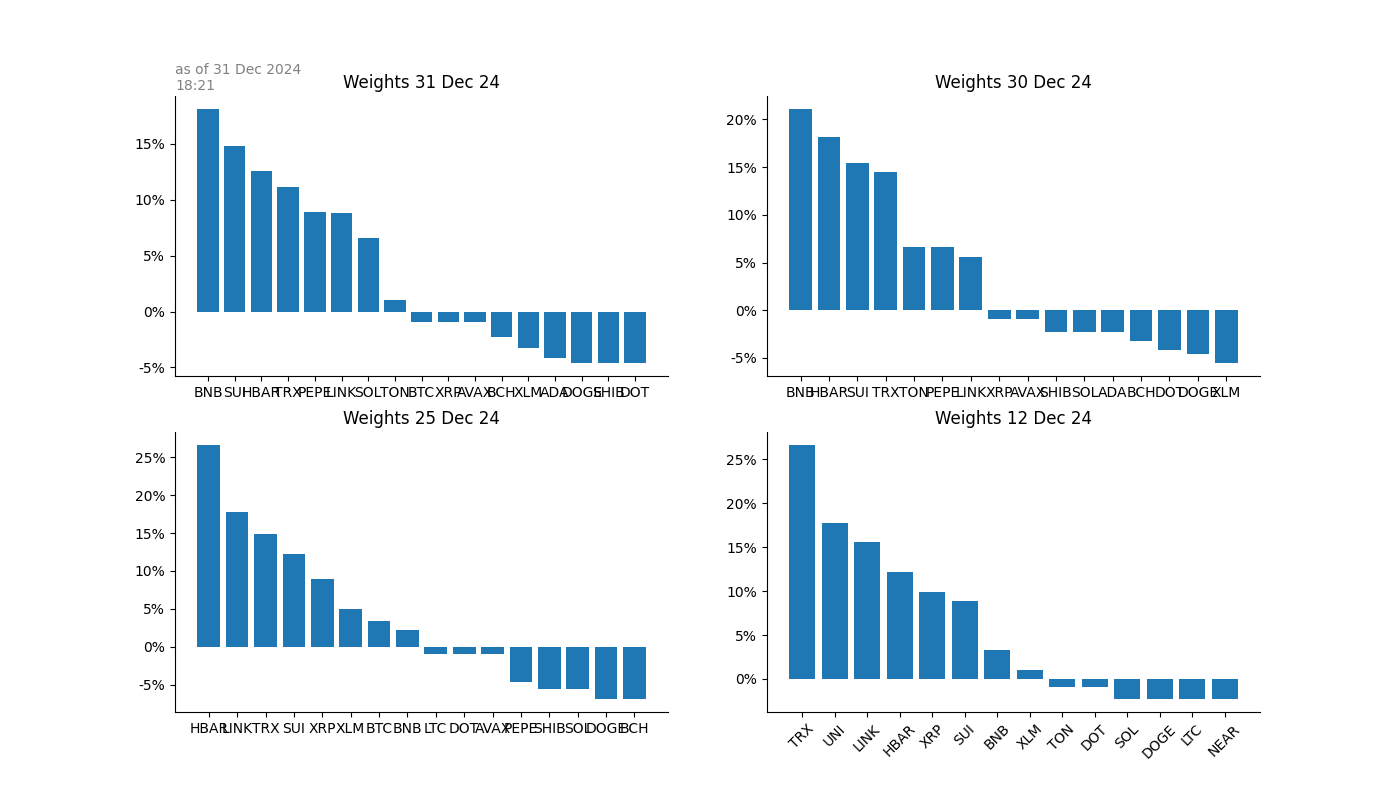 as of 31 Dec 2024
18:21
Weights 31 Dec 24
15%
10%
5%
0%
-5%
BNB SUI HBAR TRX PEPE LINK SOL TON BTC XRP AVAX BCH XLM ADA DOGE SHIB DOT
Weights 30 Dec 24
20%
15%
10%
5%
0%
-5%
BNB HBAR SUI TRX TON PEPE LINK XRP AVAX SHIB SOL ADA BCH DOT DOGE XLM
Weights 25 Dec 24
25%
20%
15%
10%
5%
0%
-5%
HBAR LINK TRX SUI XRP XLM BTC BNB LTC DOT AVAX PEPE SHIB SOL DOGE BCH
Weights 12 Dec 24
25%
20%
15%
10%
5%
0%
TRX UNI LINK HBAR XRP SUI BNB XLM TON DOT SOL DOGE LTC NEAR